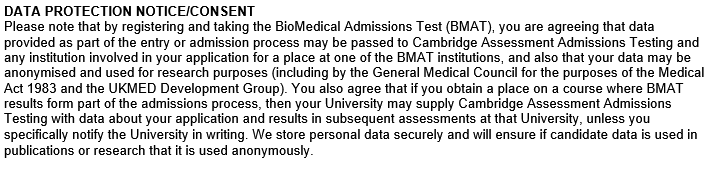 DATA PROTECTION NOTICE/CONSENT
Please note that by registering and taking the BioMedical Admissions Test (BMAT), you are agreeing that data
provided as part of the entry or admission process may be passed to Cambridge Assessment Admissions Testing and
any institution involved in your application for a place at one of the BMAT institutions, and also that your data may be
anonymised and used for research purposes (including by the General Medical Council for the purposes of the Medical
Act 1983 and the UKMED Development Group). You also agree that if you obtain a place on a course where BMAT
results form part of the admissions process, then your University may supply Cambridge Assessment Admissions
Testing with data about your application and results in subsequent assessments at that University, unless you
specifically notify the University in writing. We store personal data securely and will ensure if candidate data is used in
publications or research that it is used anonymously.